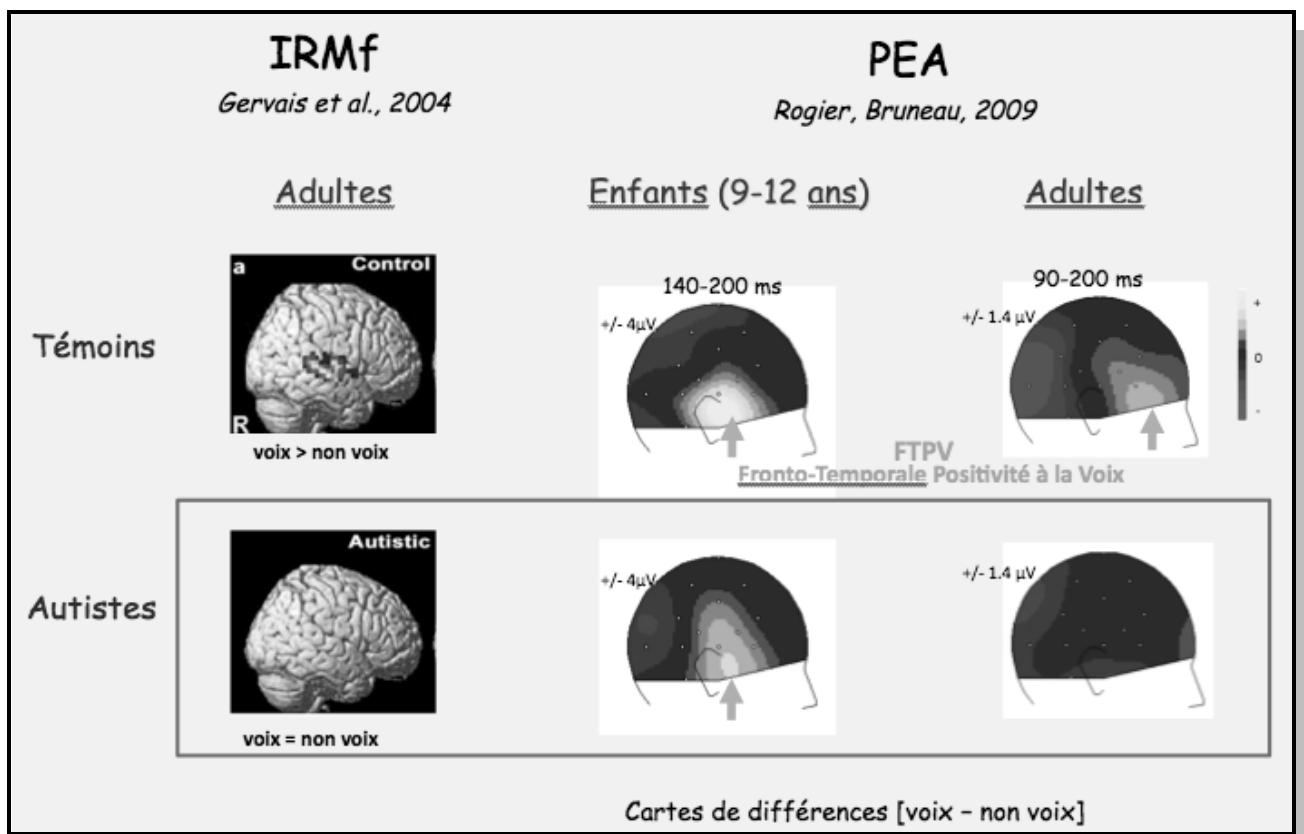 IRMf
Gervais et al., 2004
PEA
Rogier, Bruneau, 2009
Adultes
Enfants (9-12 ans)
Adultes
Témoins
a
Control
R
voix > non voix
140-200 ms
+/- 4µV
90-200 ms
+/- 1.4 µV
+
0
-
FTPV
Fronto-Temporale Positivité à la Voix
Autistes
Autistic
voix = non voix
+/- 4µV
+/- 1.4 µV
Cartes de différences [voix – non voix]